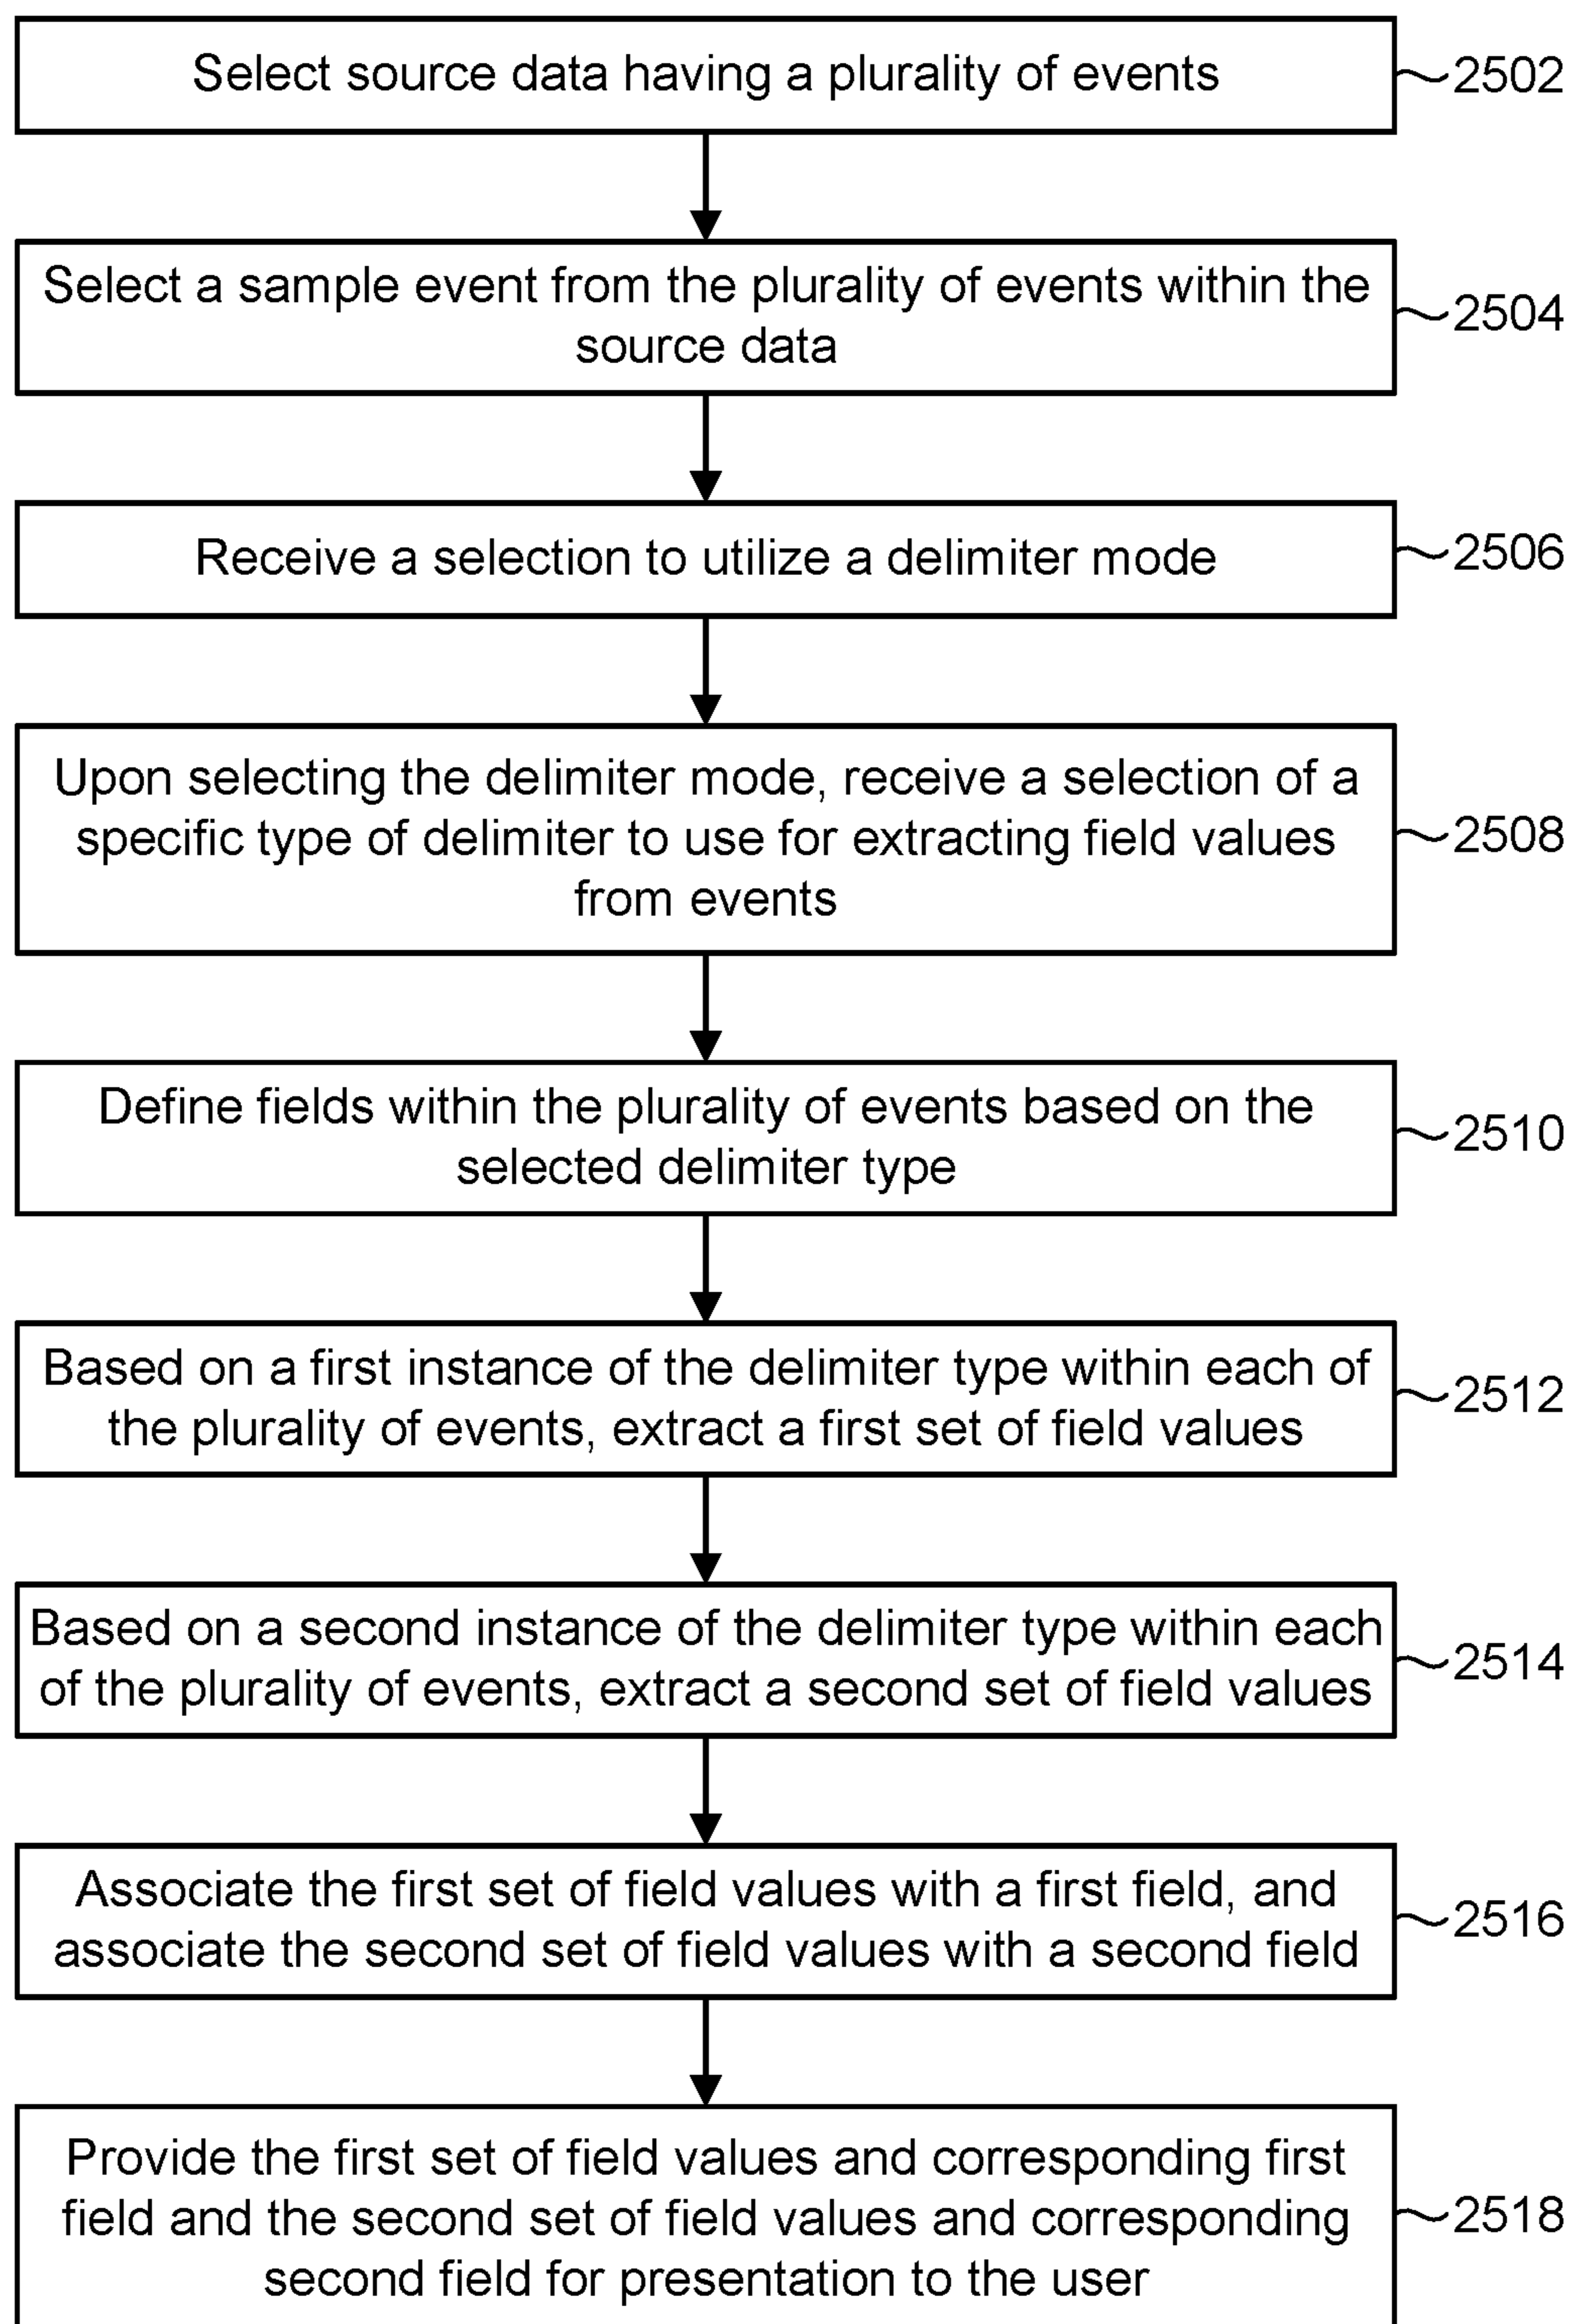 Select source data having a plurality of events
2502
Select a sample event from the plurality of events within the
source data
2504
Receive a selection to utilize a delimiter mode
2506
Upon selecting the delimiter mode, receive a selection of a
specific type of delimiter to use for extracting field values
from events
2508
Define fields within the plurality of events based on the
selected delimiter type
2510
Based on a first instance of the delimiter type within each of
the plurality of events, extract a first set of field values
2512
Based on a second instance of the delimiter type within each
of the plurality of events, extract a second set of field values
2514
Associate the first set of field values with a first field, and
associate the second set of field values with a second field
2516
Provide the first set of field values and corresponding first
field and the second set of field values and corresponding
second field for presentation to the user
2518